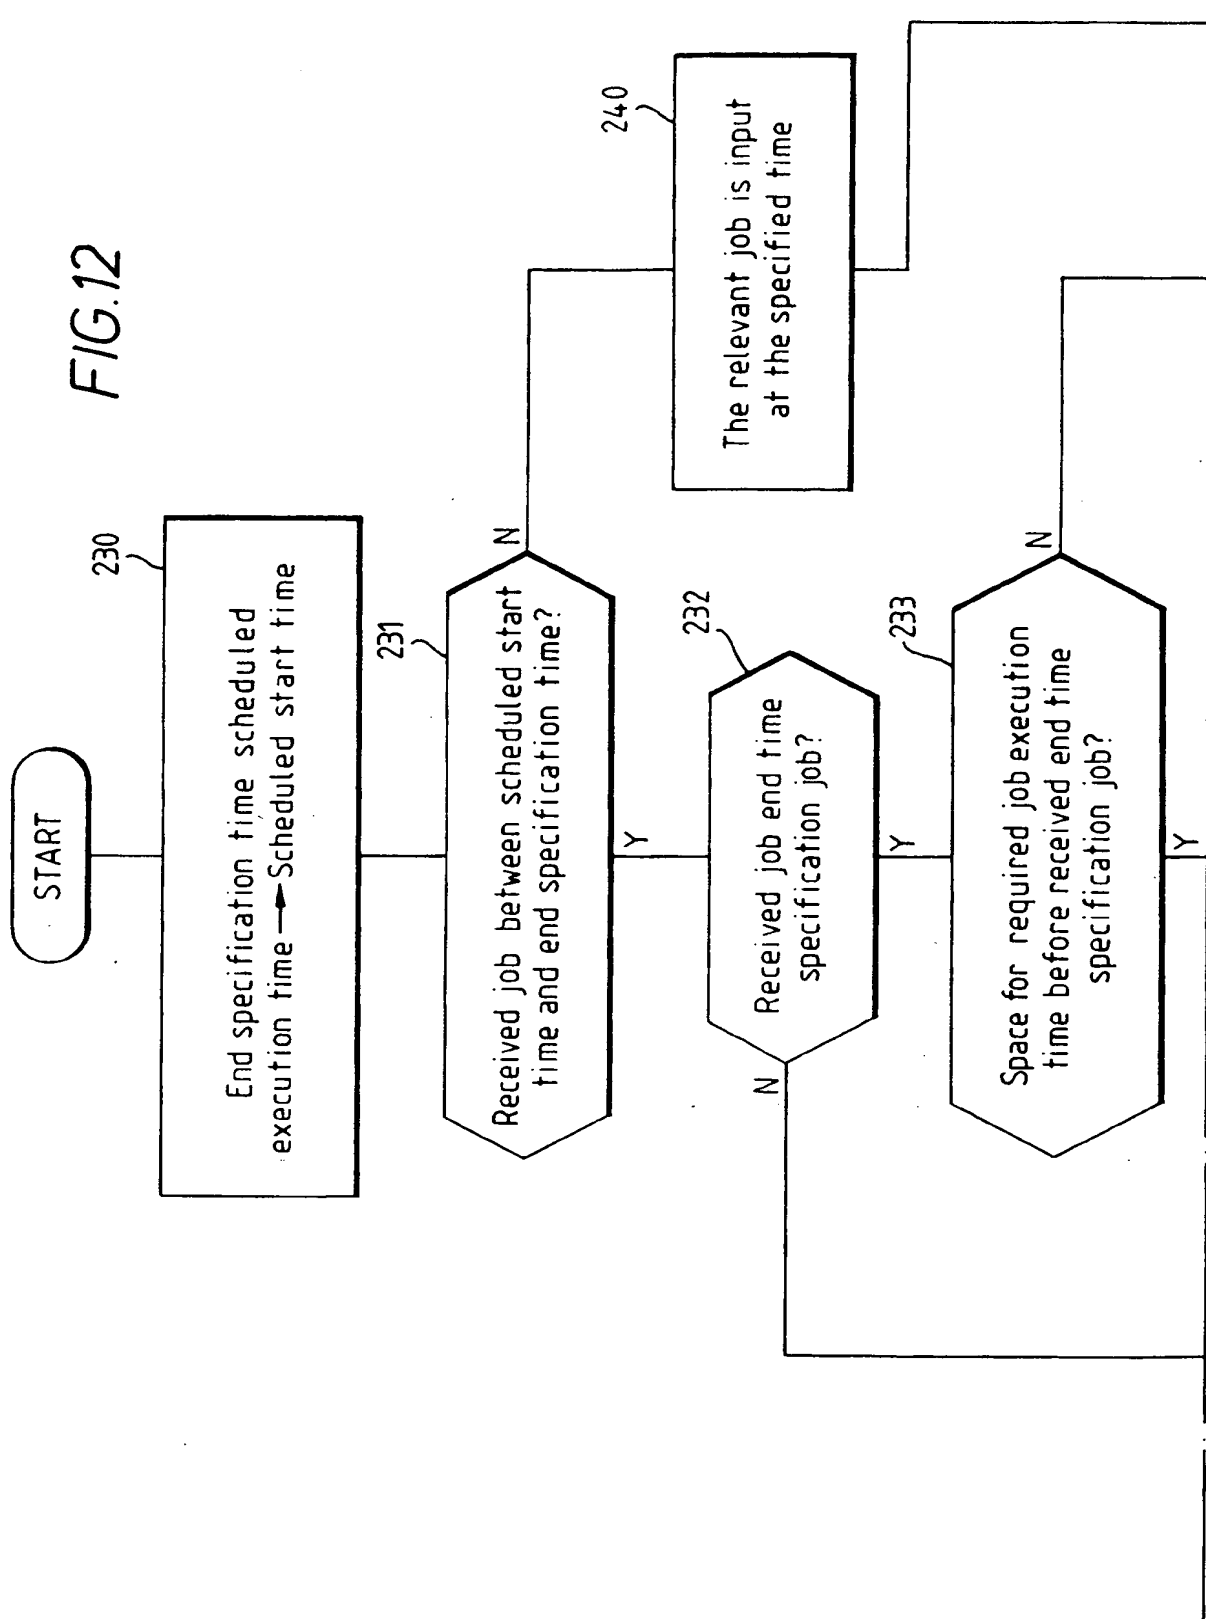 FIG.12
START
230
End specification time scheduled
execution time → Scheduled start time
231
Received job between scheduled start
time and end specification time?
N
Y
240
The relevant job is input
at the specified time
232
Received job end time
specification job?
N
Y
233
Space for required job execution
time before received end time
specification job?
N
Y